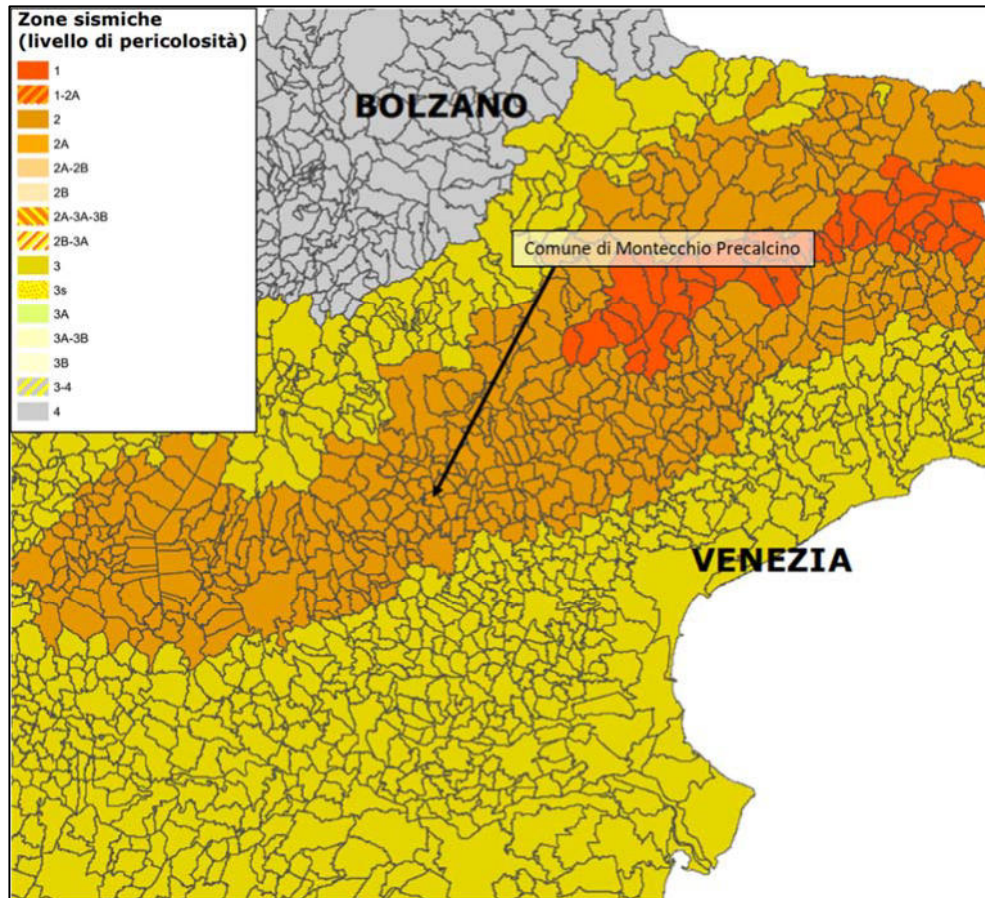 Zone sismiche
(livello di pericolosità)
1
1-2A
2
2A
2A-2B
2B
2A-3A-3B
2B-3A
3
3s
3A
3A-3B
3B
3-4
4
BOLZANO
Comune di Montecchio Precalcino
VENEZIA